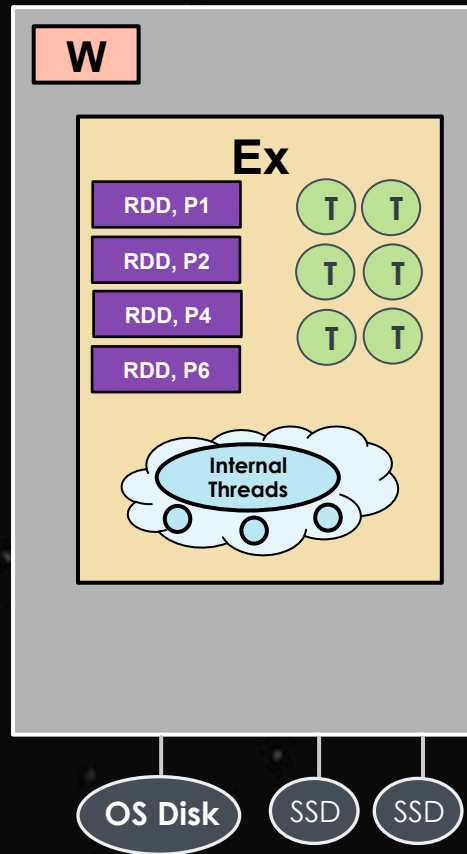 W
Ex
RDD, P1
T T
RDD, P2
T T
RDD, P4
T T
RDD, P6
Internal
Threads
OS Disk
SSD
SSD